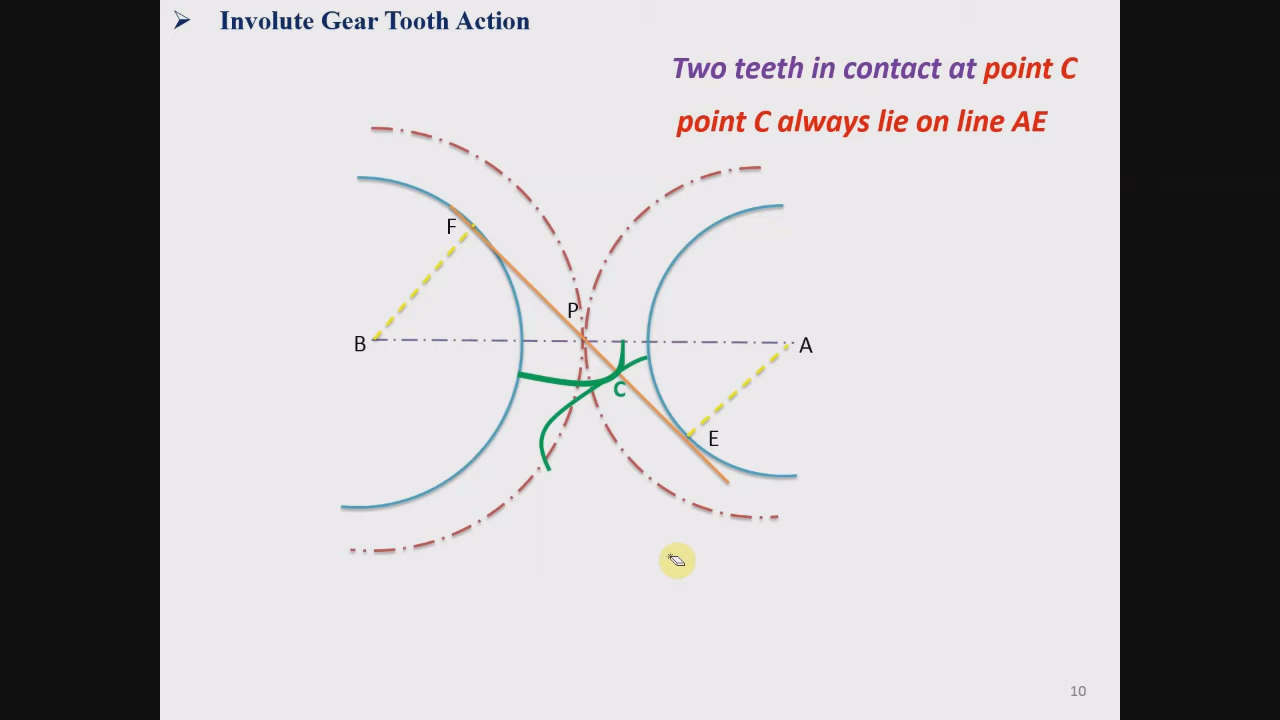 Involute Gear Tooth Action
Two teeth in contact at point C
point C always lie on line AE
F
P
B
A
C
E
10